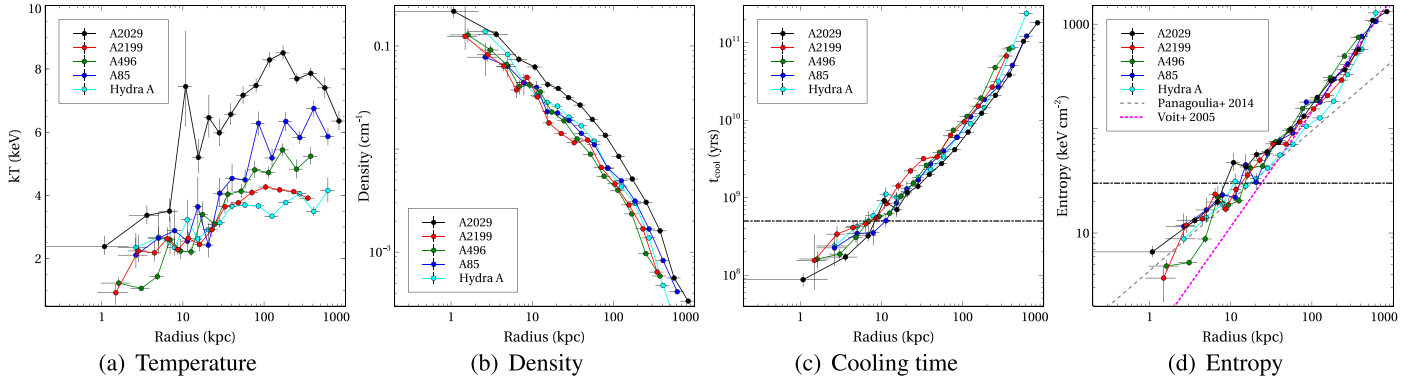 10
8
6
4
2
kT (keV)
A2029
A2199
A496
A85
Hydra A
1
10
100
1000
Radius (kpc)
(a) Temperature
0.1
10⁻³
Density (cm⁻¹)
A2029
A2199
A496
A85
Hydra A
1
10
100
1000
Radius (kpc)
(b) Density
10¹¹
10¹⁰
10⁹
10⁸
t_cool (yrs)
A2029
A2199
A496
A85
Hydra A
1
10
100
1000
Radius (kpc)
(c) Cooling time
1000
10
Entropy (keV cm⁻²)
A2029
A2199
A496
A85
Hydra A
Panagoulia+ 2014
Voit+ 2005
1
10
100
1000
Radius (kpc)
(d) Entropy